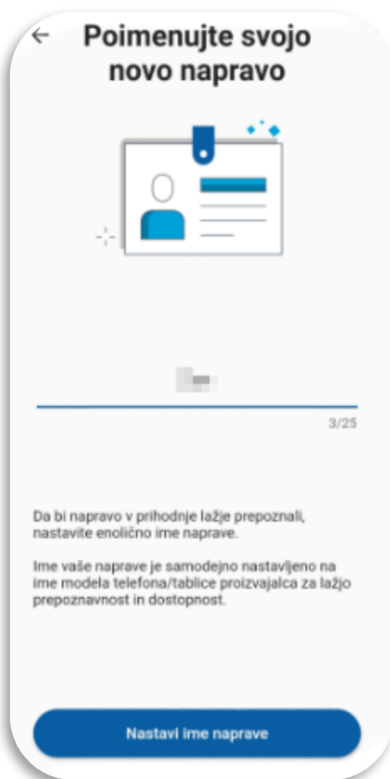 Poimenujte svojo
novo napravo
3/25
Da bi napravo v prihodnje lažje prepoznali,
nastavite enolično ime naprave.
Ime vaše naprave je samodejno nastavljeno na
ime modela telefona/tablice proizvajalca za lažjo
prepoznavnost in dostopnost.
Nastavi ime naprave